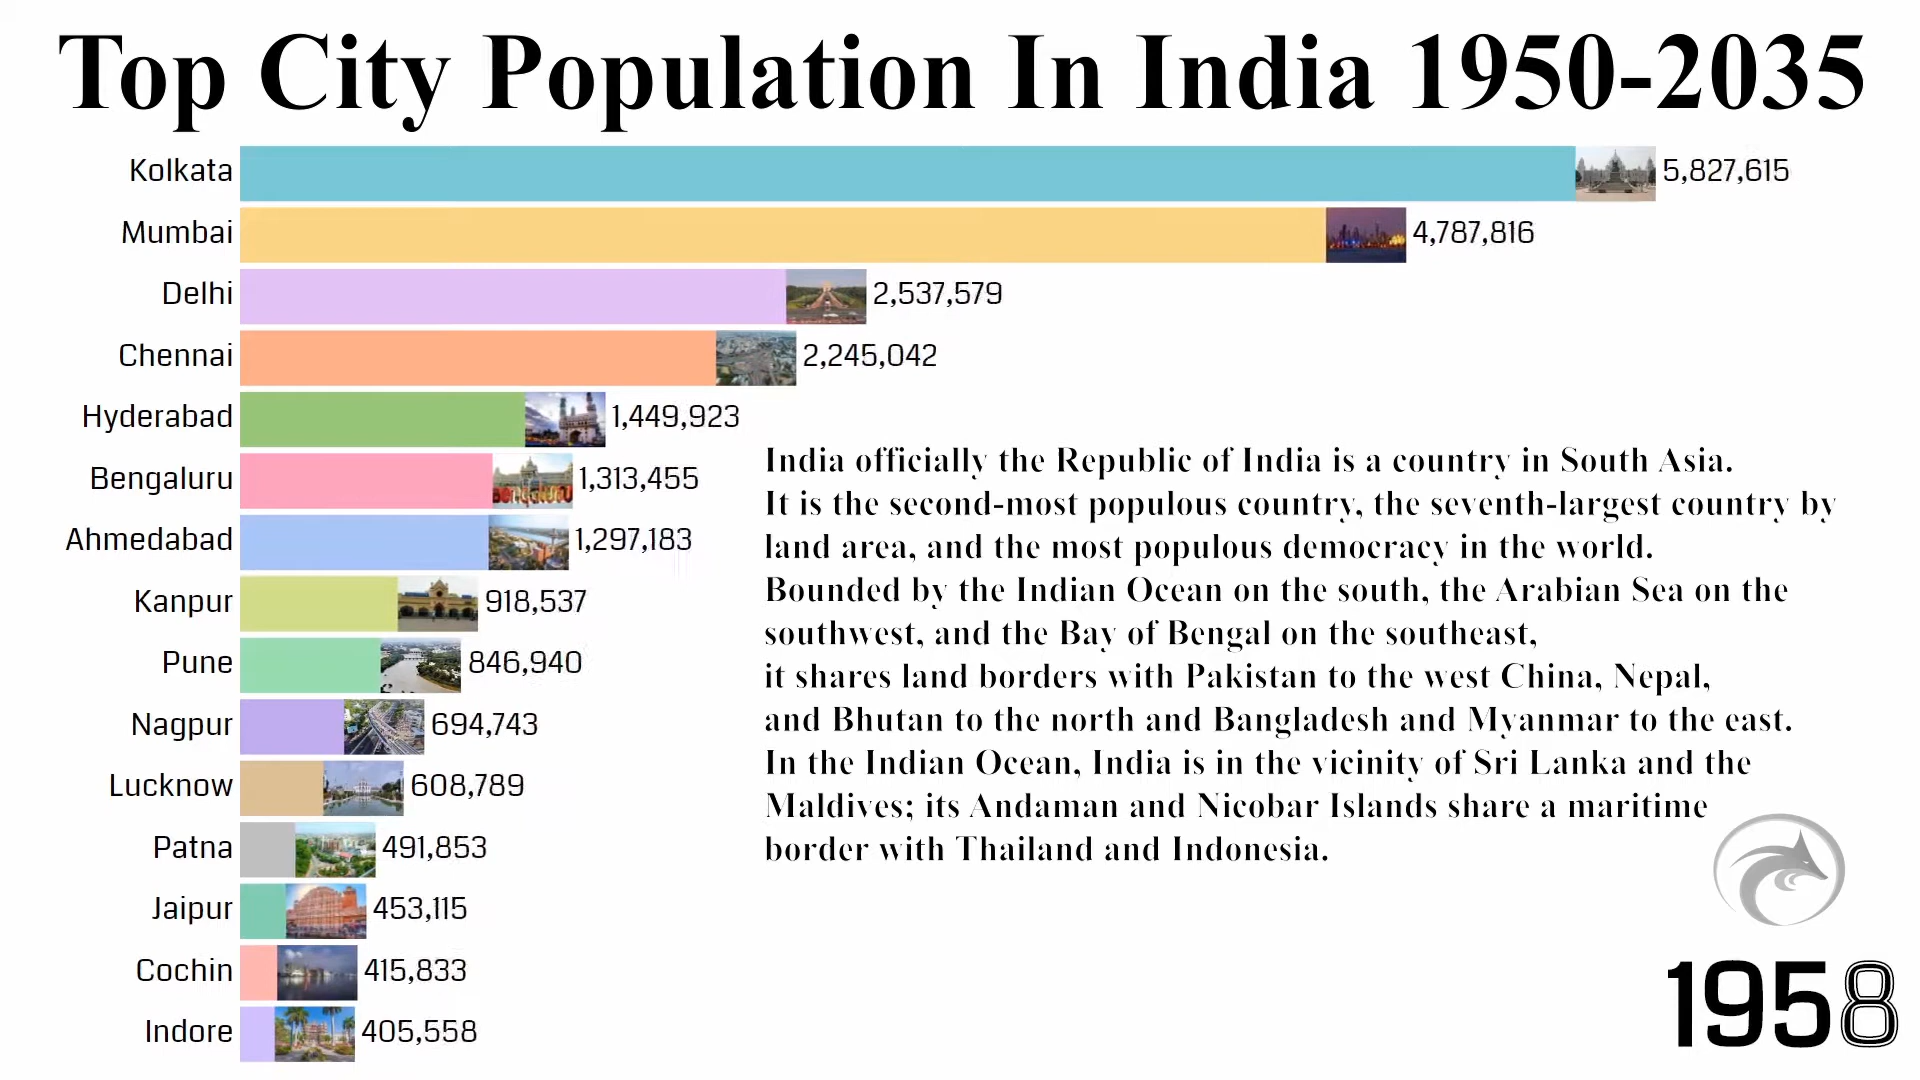 Top City Population In India 1950-2035
Kolkata 5,827,615
Mumbai 4,787,816
Delhi 2,537,579
Chennai 2,245,042
Hyderabad 1,449,923
Bengaluru 1,313,455
Ahmedabad 1,297,183
Kanpur 918,537
Pune 846,940
Nagpur 694,743
Lucknow 608,789
Patna 491,853
Jaipur 453,115
Cochin 415,833
Indore 405,558
India officially the Republic of India is a country in South Asia.
It is the second-most populous country, the seventh-largest country by
land area, and the most populous democracy in the world.
Bounded by the Indian Ocean on the south, the Arabian Sea on the
southwest, and the Bay of Bengal on the southeast,
it shares land borders with Pakistan to the west China, Nepal,
and Bhutan to the north and Bangladesh and Myanmar to the east.
In the Indian Ocean, India is in the vicinity of Sri Lanka and the
Maldives; its Andaman and Nicobar Islands share a maritime
border with Thailand and Indonesia.
1958